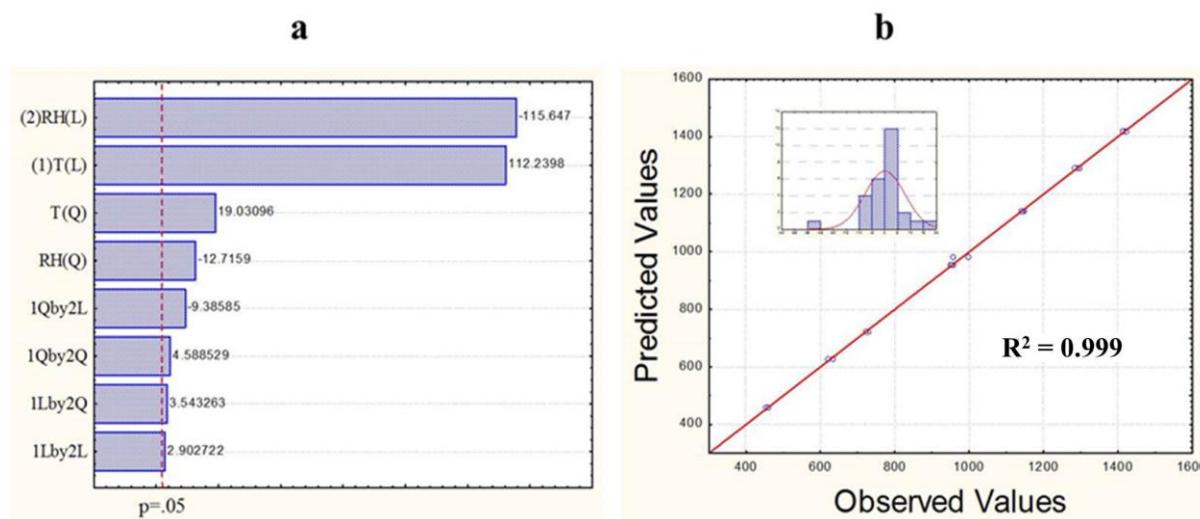 a
(2)RH(L)
-115.647
(1)T(L)
112.2398
T(Q)
19.03096
RH(Q)
-12.7159
1Qby2L
-9.38585
1Qby2Q
4.588529
1Lby2Q
3.543263
1Lby2L
2.902722
p=.05
b
Predicted Values
1600
1400
1200
1000
800
600
400
R² = 0.999
400 600 800 1000 1200 1400 1600
Observed Values